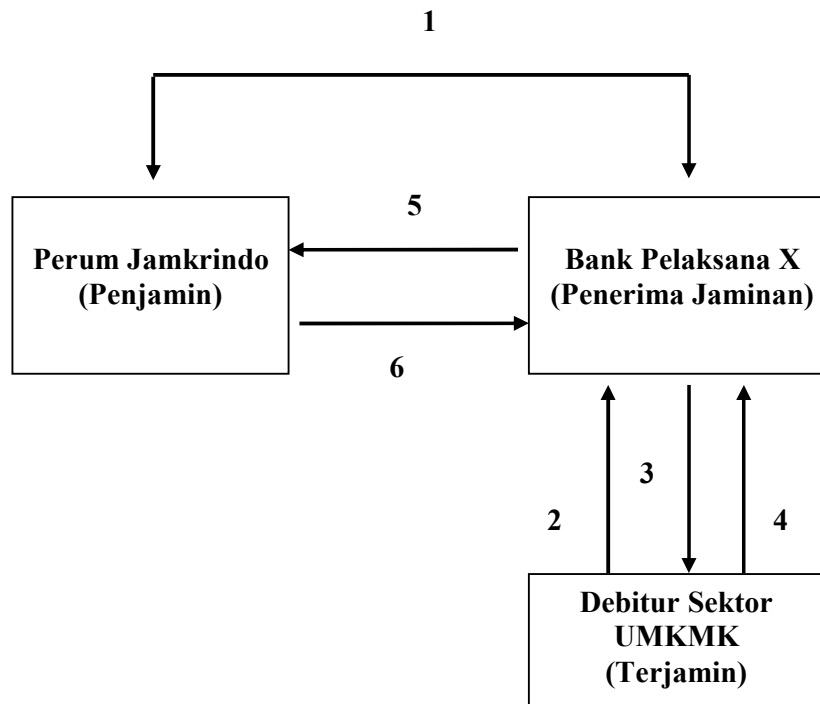 1
5
Perum Jamkrindo
(Penjamin)
Bank Pelaksana X
(Penerima Jaminan)
6
3
2
4
Debitur Sektor
UMKMK
(Terjamin)